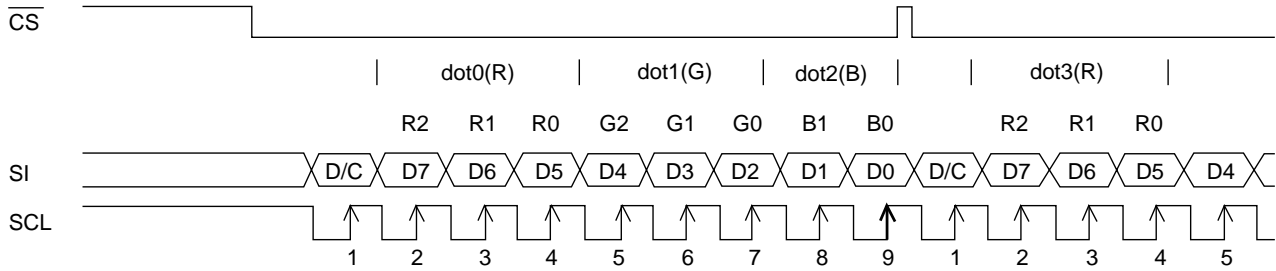 CS
dot0(R) dot1(G) dot2(B) dot3(R)
R2 R1 R0 G2 G1 G0 B1 B0 R2 R1 R0
SI D/C D7 D6 D5 D4 D3 D2 D1 D0 D/C D7 D6 D5 D4
SCL
1 2 3 4 5 6 7 8 9 1 2 3 4 5